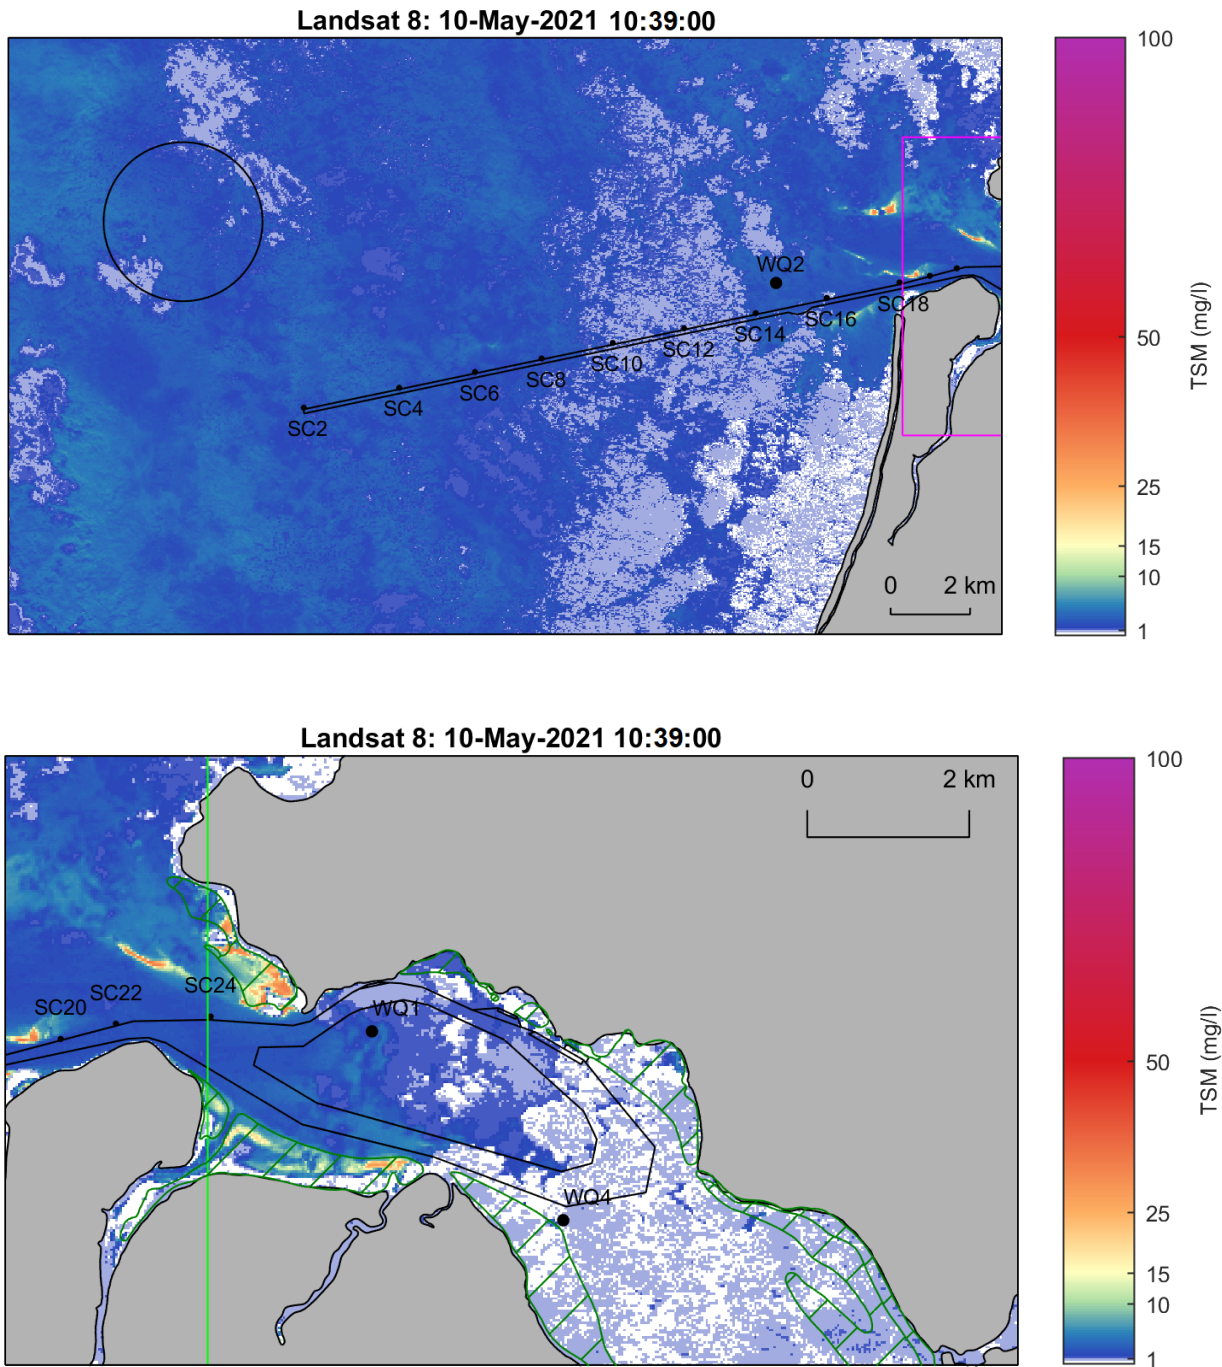 Landsat 8: 10-May-2021 10:39:00
100
50
25
15
10
1
TSM (mg/l)
WQ2
SC18
SC16
SC14
SC12
SC10
SC8
SC6
SC4
SC2
0 2 km
Landsat 8: 10-May-2021 10:39:00
100
50
25
15
10
1
TSM (mg/l)
0 2 km
SC20
SC22
SC24
WQ1
WQ4